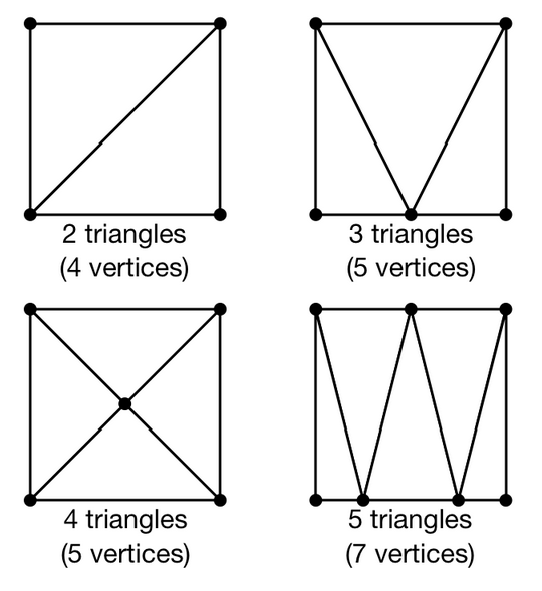 2 triangles
(4 vertices)
3 triangles
(5 vertices)
4 triangles
(5 vertices)
5 triangles
(7 vertices)